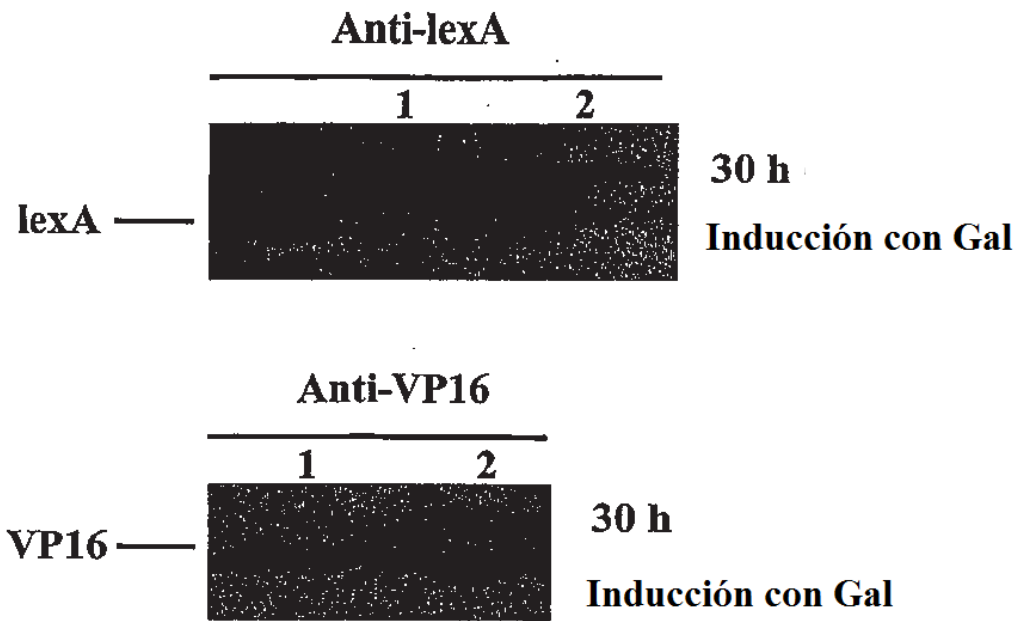 Anti-lexA
1 2
30 h
lexA
Inducción con Gal
Anti-VP16
1 2
30 h
VP16
Inducción con Gal